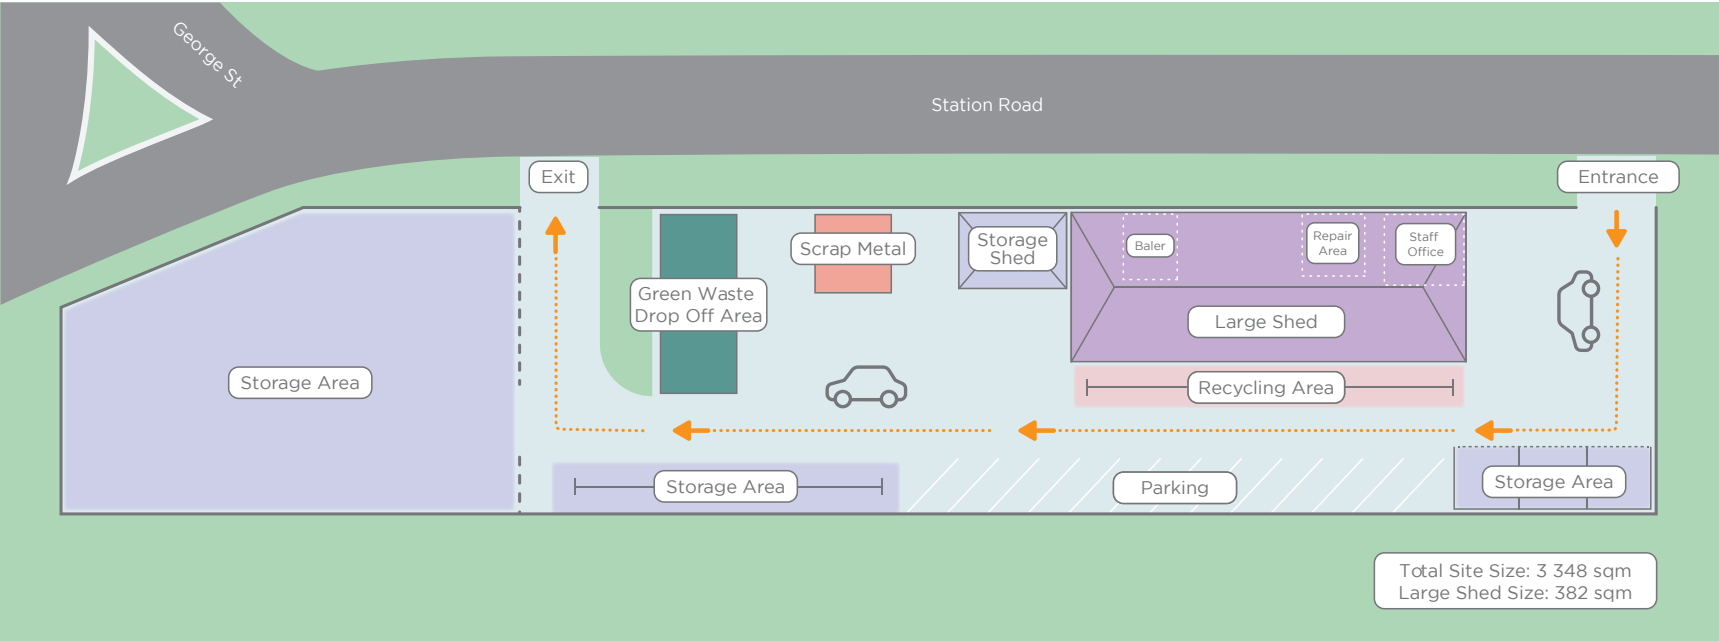 George St
Station Road
Exit
Entrance
Scrap Metal
Storage
Shed
Baler
Repair
Area
Staff
Office
Green Waste
Drop Off Area
Large Shed
Storage Area
Recycling Area
Storage Area
Parking
Storage Area
Total Site Size: 3 348 sqm
Large Shed Size: 382 sqm